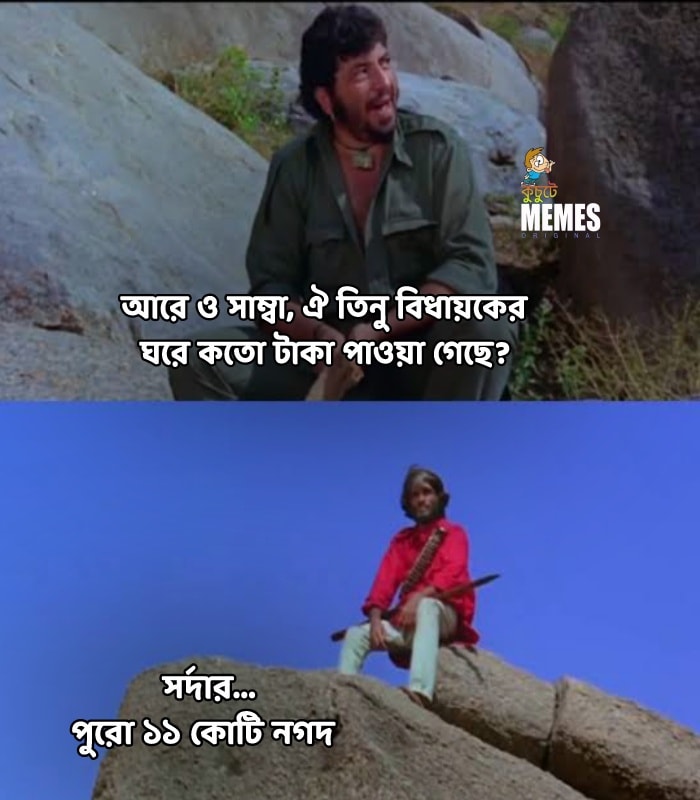 কুচুটে
MEMES
ORIGINAL
আরে ও সাম্বা, ঐ তিনু বিধায়কের
ঘরে কতো টাকা পাওয়া গেছে?
সর্দার...
পুরো ১১ কোটি নগদ